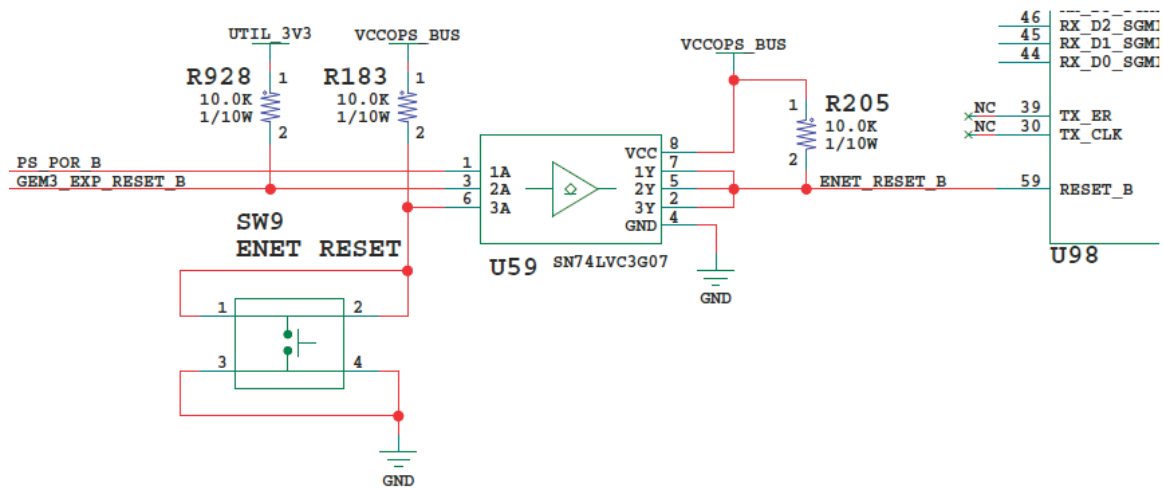 46 RX_D2_SGMI
45 RX_D1_SGMI
44 RX_D0_SGMI
UTIL_3V3
VCCOPS_BUS
VCCOPS_BUS
R928
10.0K
1/10W
1
2
R183
10.0K
1/10W
1
2
R205
10.0K
1/10W
1
2
NC 39 TX_ER
NC 30 TX_CLK
PS_POR_B
GEM3_EXP_RESET_B
1 1A
3 2A
6 3A
VCC 8
1Y 7
2Y 5
3Y 2
GND 4
ENET_RESET_B
59 RESET_B
SW9
ENET RESET
U59
SN74LVC3G07
U98
GND
1
2
3
4
GND